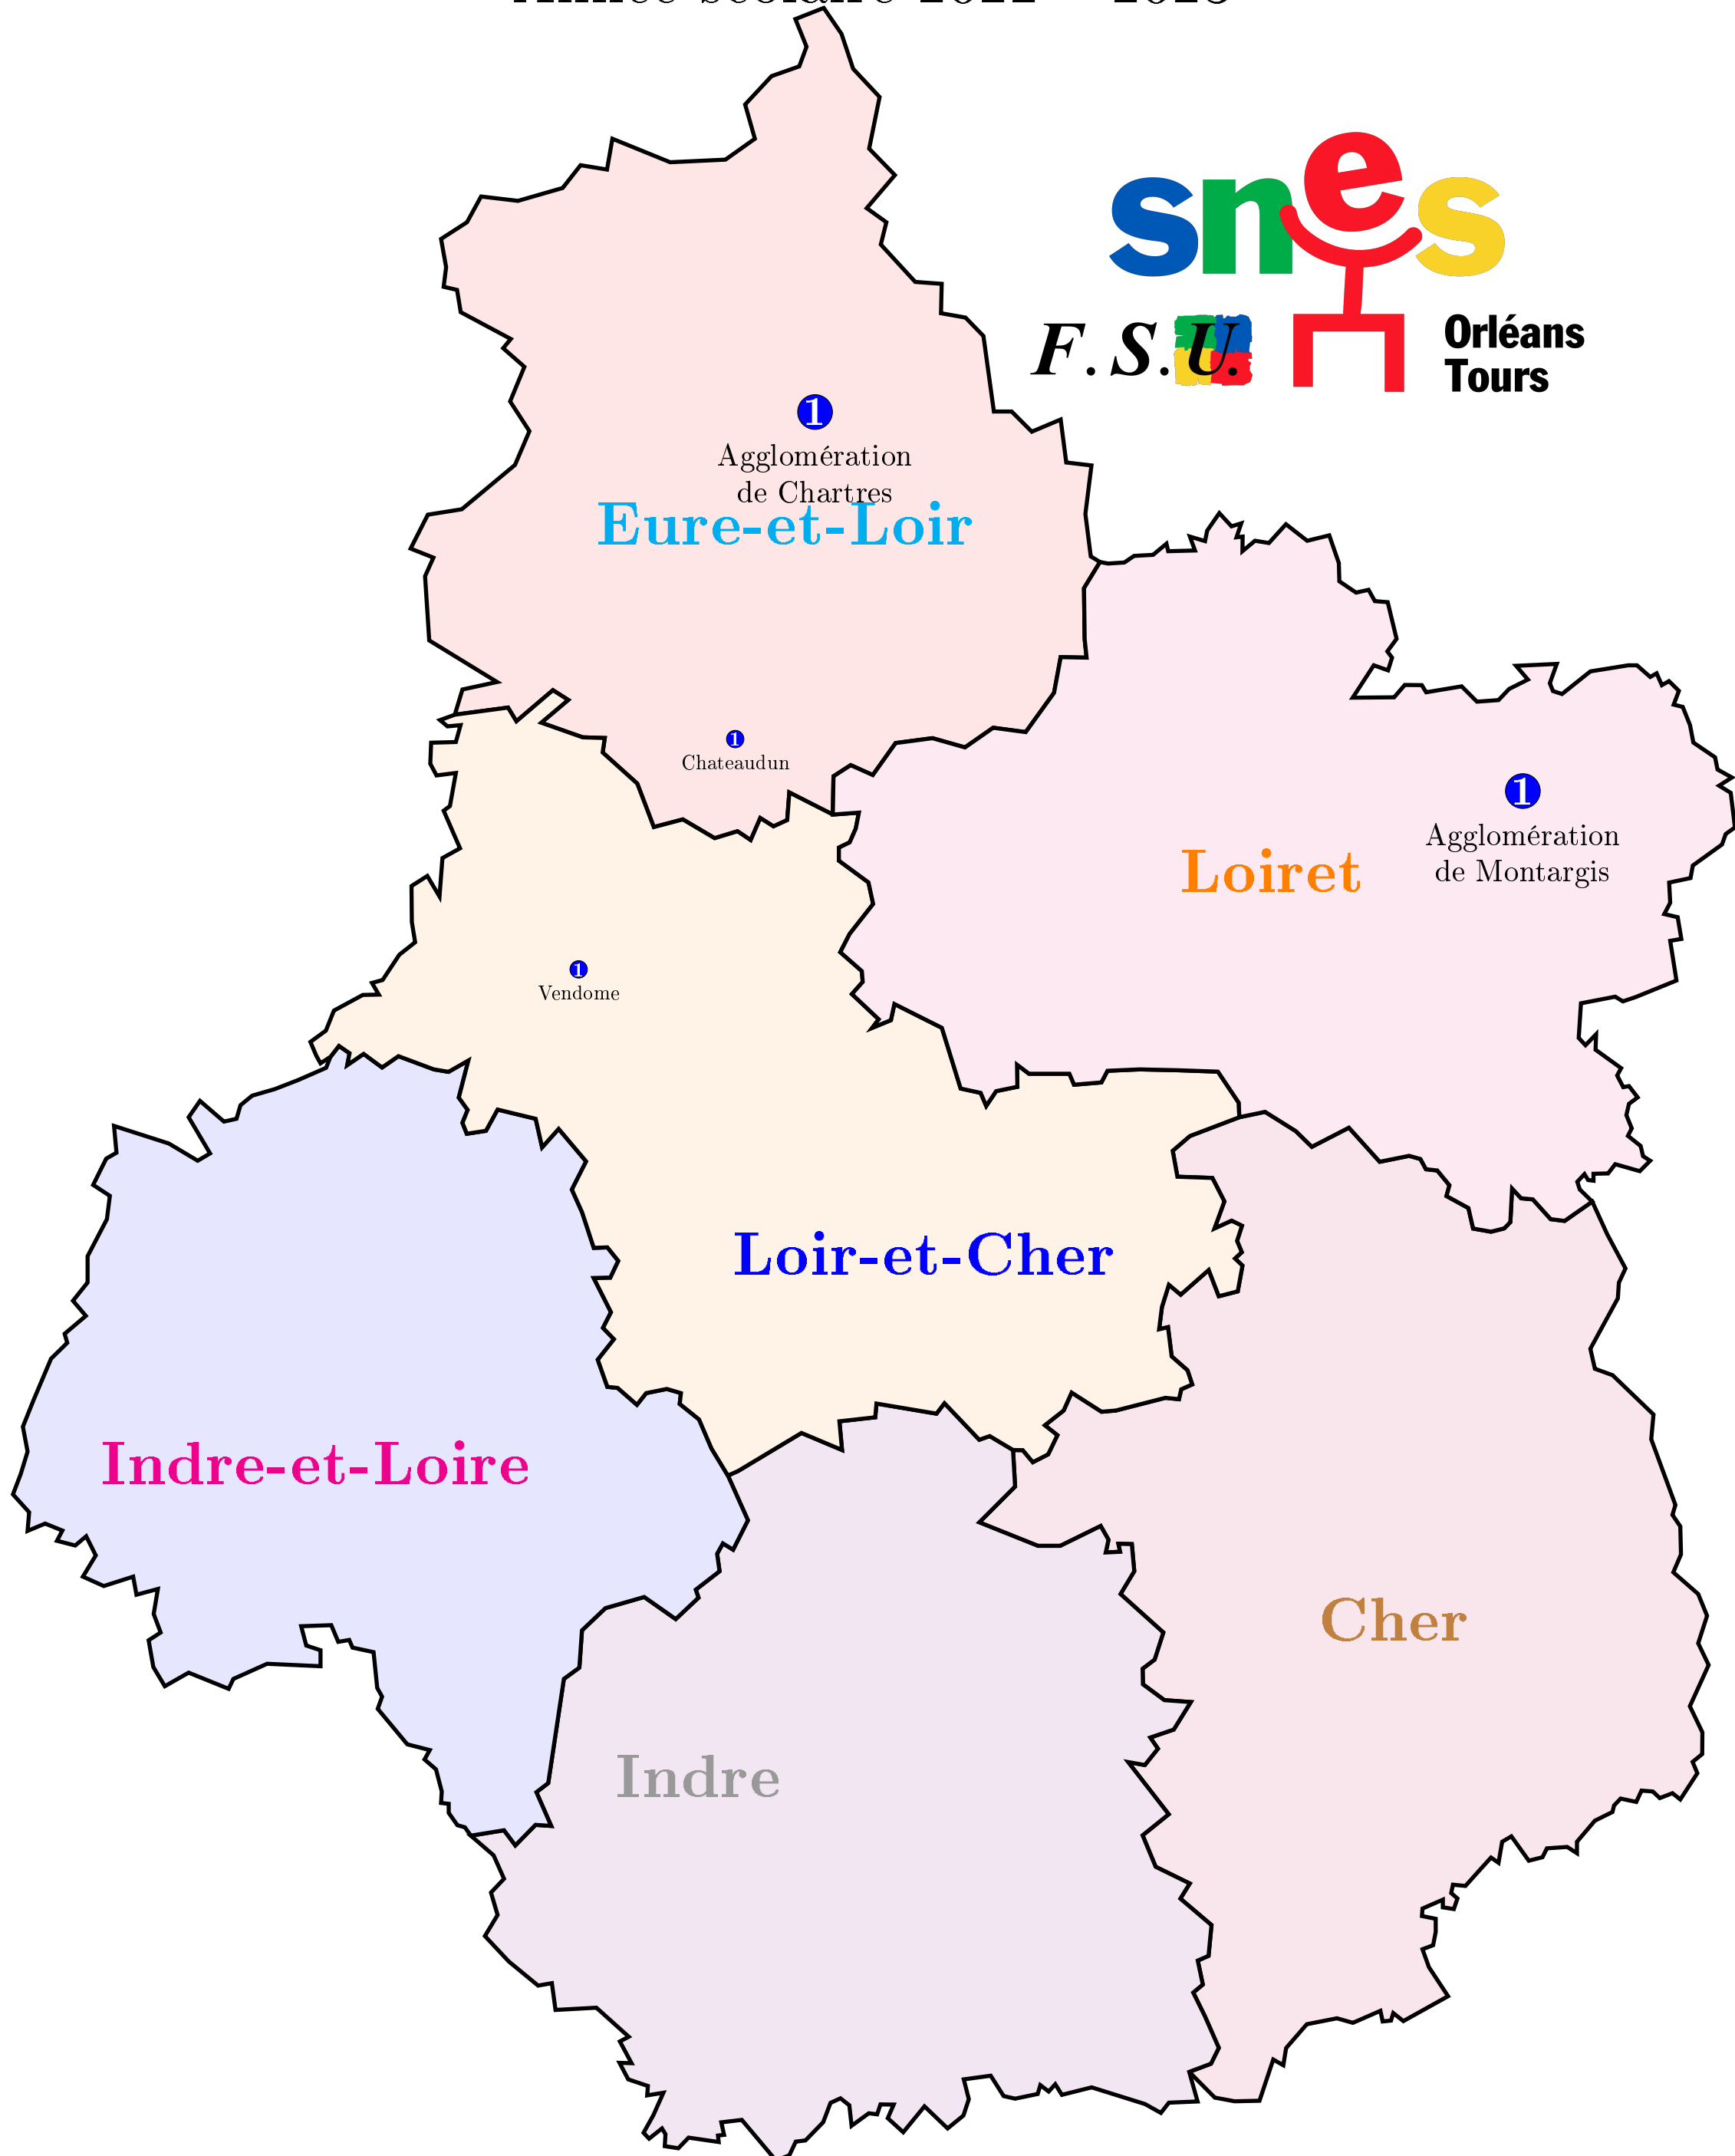 snes
F.S.U.
Orléans
Tours
1
Agglomération
de Chartres
Eure-et-Loir
1
Chateaudun
1
Agglomération
de Montargis
Loiret
1
Vendome
Loir-et-Cher
Indre-et-Loire
Cher
Indre